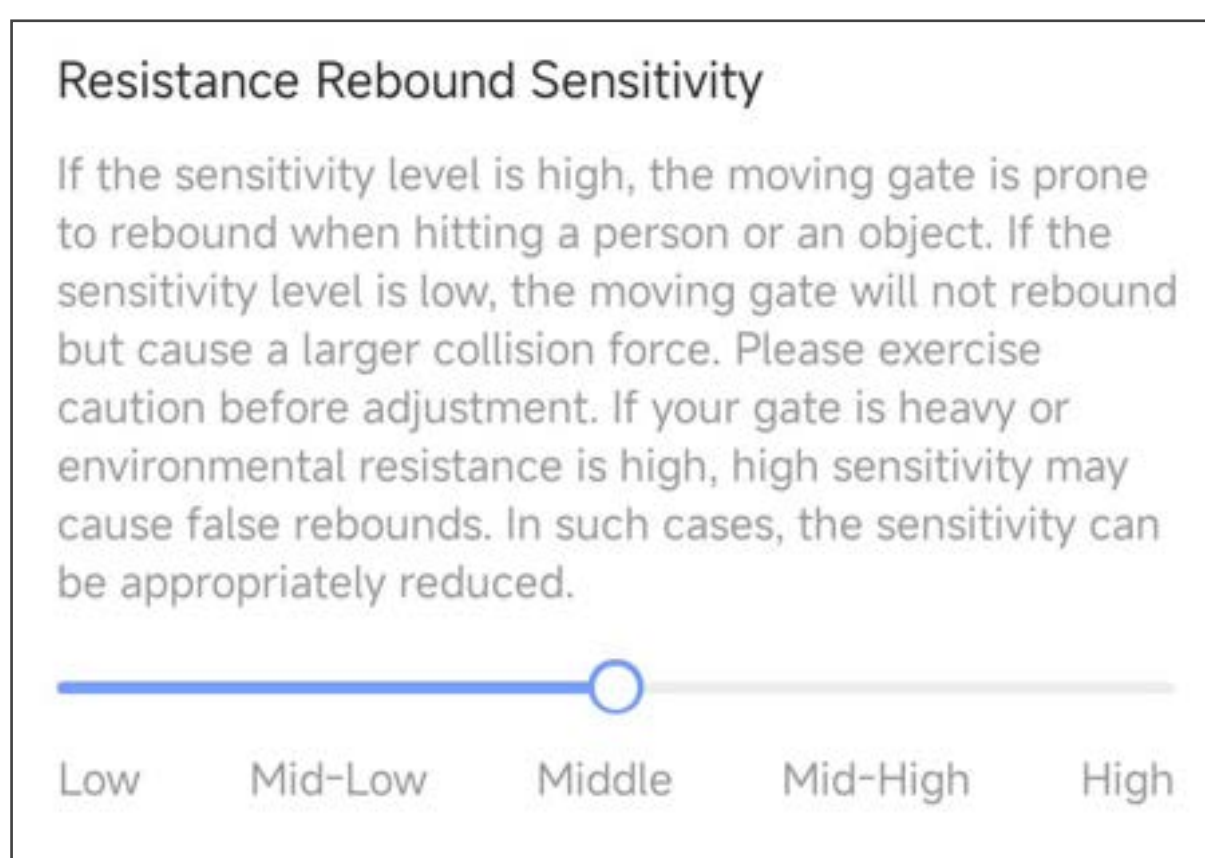 Resistance Rebound Sensitivity
If the sensitivity level is high, the moving gate is prone
to rebound when hitting a person or an object. If the
sensitivity level is low, the moving gate will not rebound
but cause a larger collision force. Please exercise
caution before adjustment. If your gate is heavy or
environmental resistance is high, high sensitivity may
cause false rebounds. In such cases, the sensitivity can
be appropriately reduced.
Low Mid-Low Middle Mid-High High